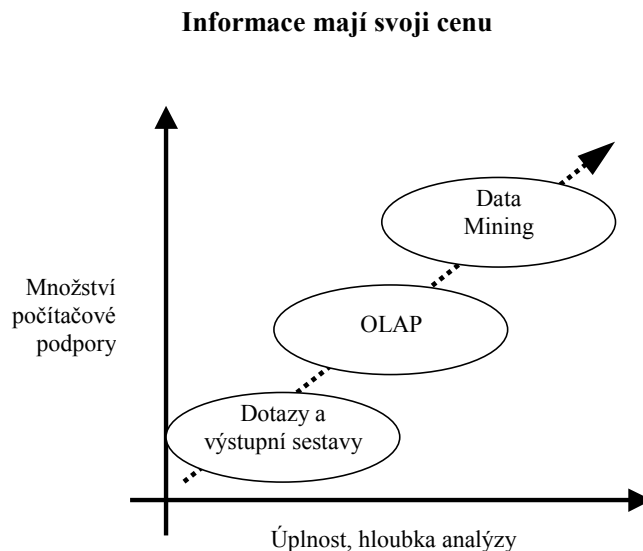 Informace mají svoji cenu
Data
Mining
Množství
počítačové
podpory
OLAP
Dotazy a
výstupní sestavy
Úplnost, hloubka analýzy